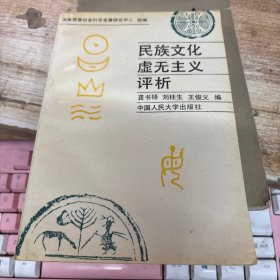 国家教委社会科学发展研究中心 组编
民族文化
虚无主义
评析
龚书铎 刘桂生 王俊义 编
中国人民大学出版社